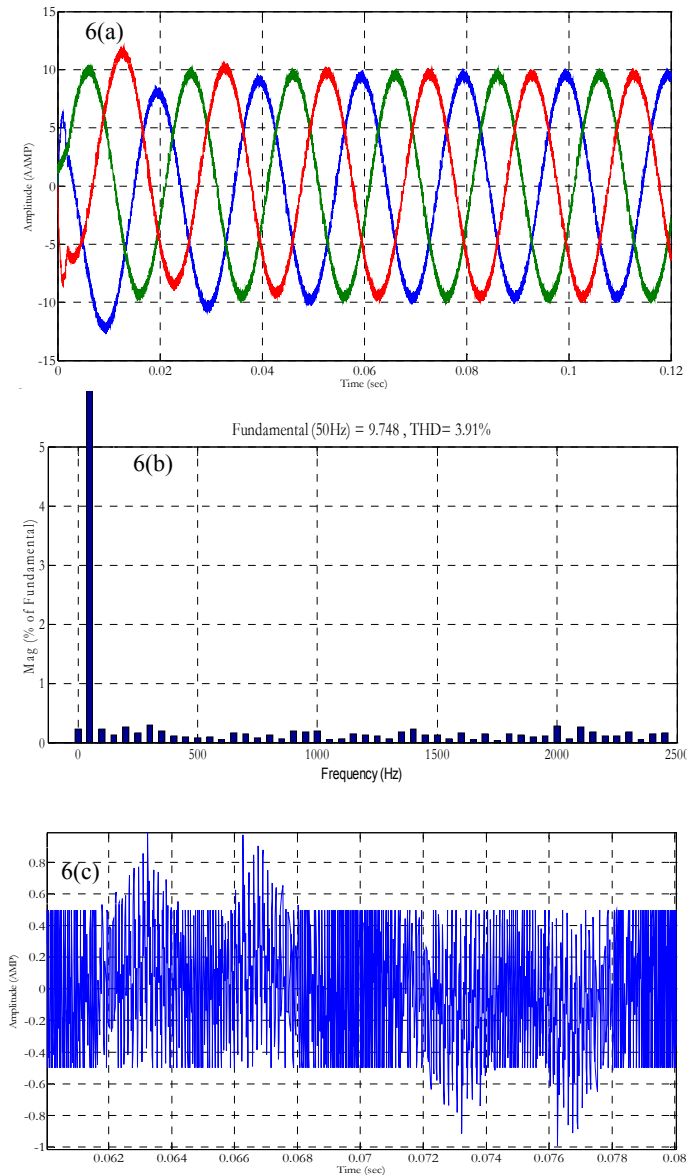 6(a)
15
10
5
0
-5
-10
-15
Amplitude (AAMP)
0 0.02 0.04 0.06 0.08 0.1 0.12
Time (sec)
Fundamental (50Hz) = 9.748 , THD= 3.91%
6(b)
5
4
3
2
1
0
Mag (% of Fundamental)
0 500 1000 1500 2000 2500
Frequency (Hz)
6(c)
0.8
0.6
0.4
0.2
0
-0.2
-0.4
-0.6
-0.8
-1
Amplitude (AMP)
0.062 0.064 0.066 0.068 0.07 0.072 0.074 0.076 0.078 0.08
Time (sec)